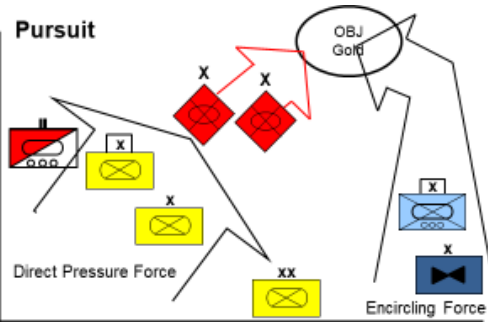 Pursuit
OBJ
Gold
X
X
II
X
X
X
X
XX
Direct Pressure Force
Encircling Force